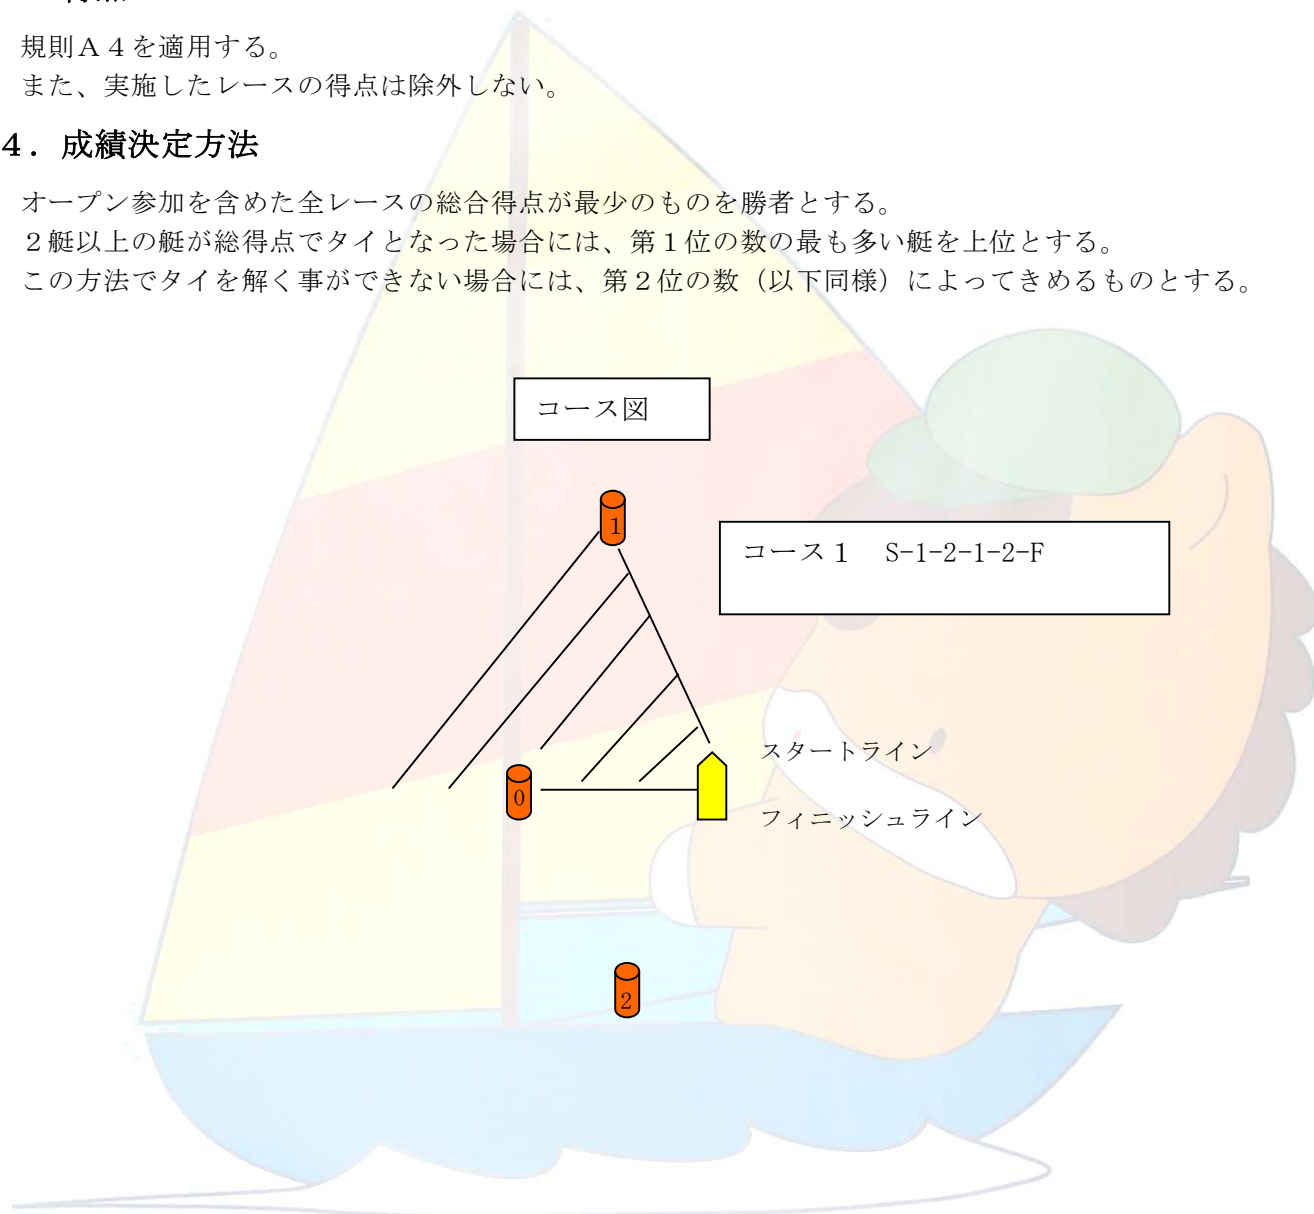 規則Ａ４を適用する。
また、実施したレースの得点は除外しない。
４．成績決定方法
オープン参加を含めた全レースの総合得点が最少のものを勝者とする。
２艇以上の艇が総得点でタイとなった場合には、第１位の数の最も多い艇を上位とする。
この方法でタイを解く事ができない場合には、第２位の数（以下同様）によってきめるものとする。
コース図
1
コース１　S-1-2-1-2-F
スタートライン
0
フィニッシュライン
2